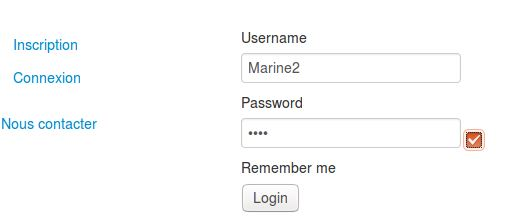 Inscription
Connexion
Nous contacter
Username
Marine2
Password
••••
Remember me
Login